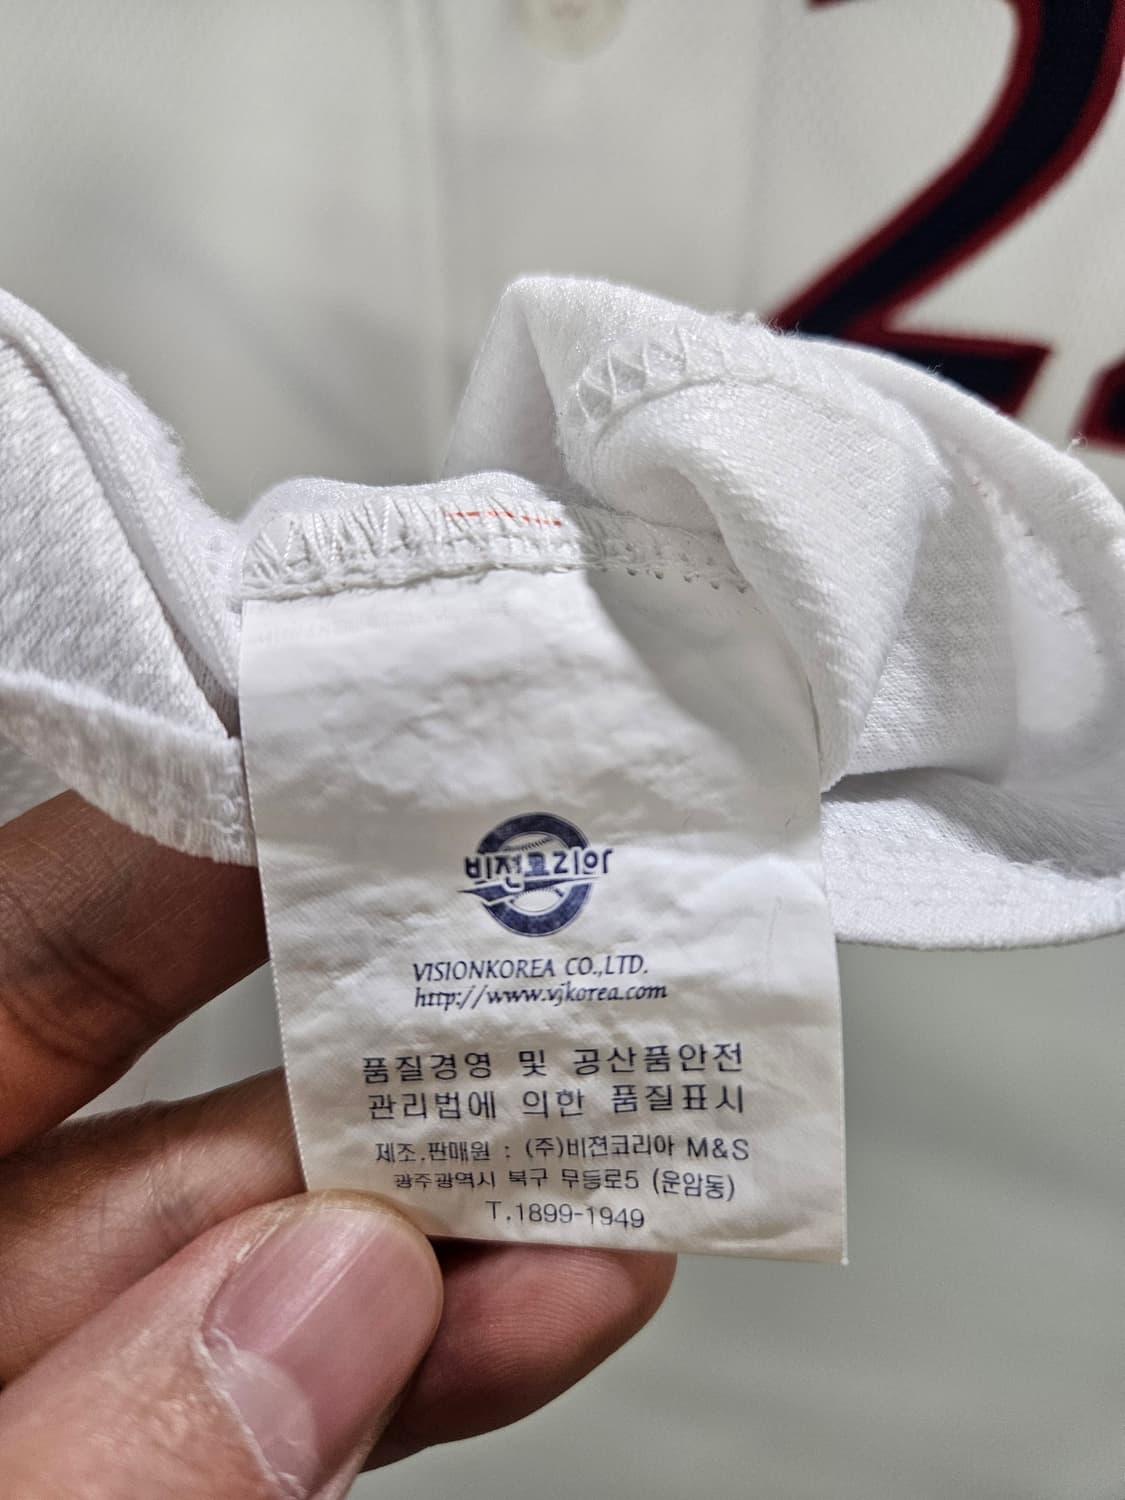 2
비젼코리아
VISIONKOREA CO.,LTD.
http://www.vjkorea.com
품질경영 및 공산품안전
관리법에 의한 품질표시
제조.판매원 : (주)비젼코리아 M&S
광주광역시 북구 무등로5 (운암동)
T.1899-1949